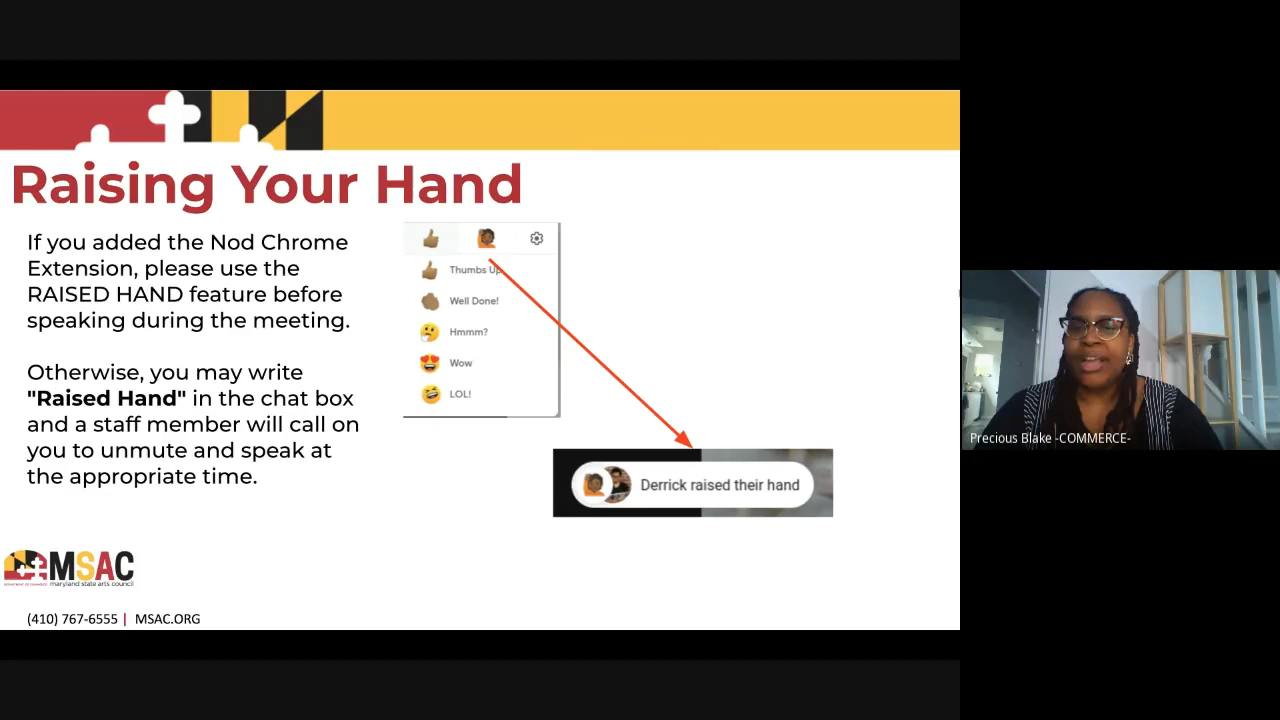 Raising Your Hand
If you added the Nod Chrome
Extension, please use the
RAISED HAND feature before
speaking during the meeting.
Otherwise, you may write
"Raised Hand" in the chat box
and a staff member will call on
you to unmute and speak at
the appropriate time.
Thumbs Up
Well Done!
Hmmm?
Wow
LOL!
Derrick raised their hand
Precious Blake -COMMERCE-
MSAC
DEPARTMENT OF COMMERCE maryland state arts council
(410) 767-6555 | MSAC.ORG